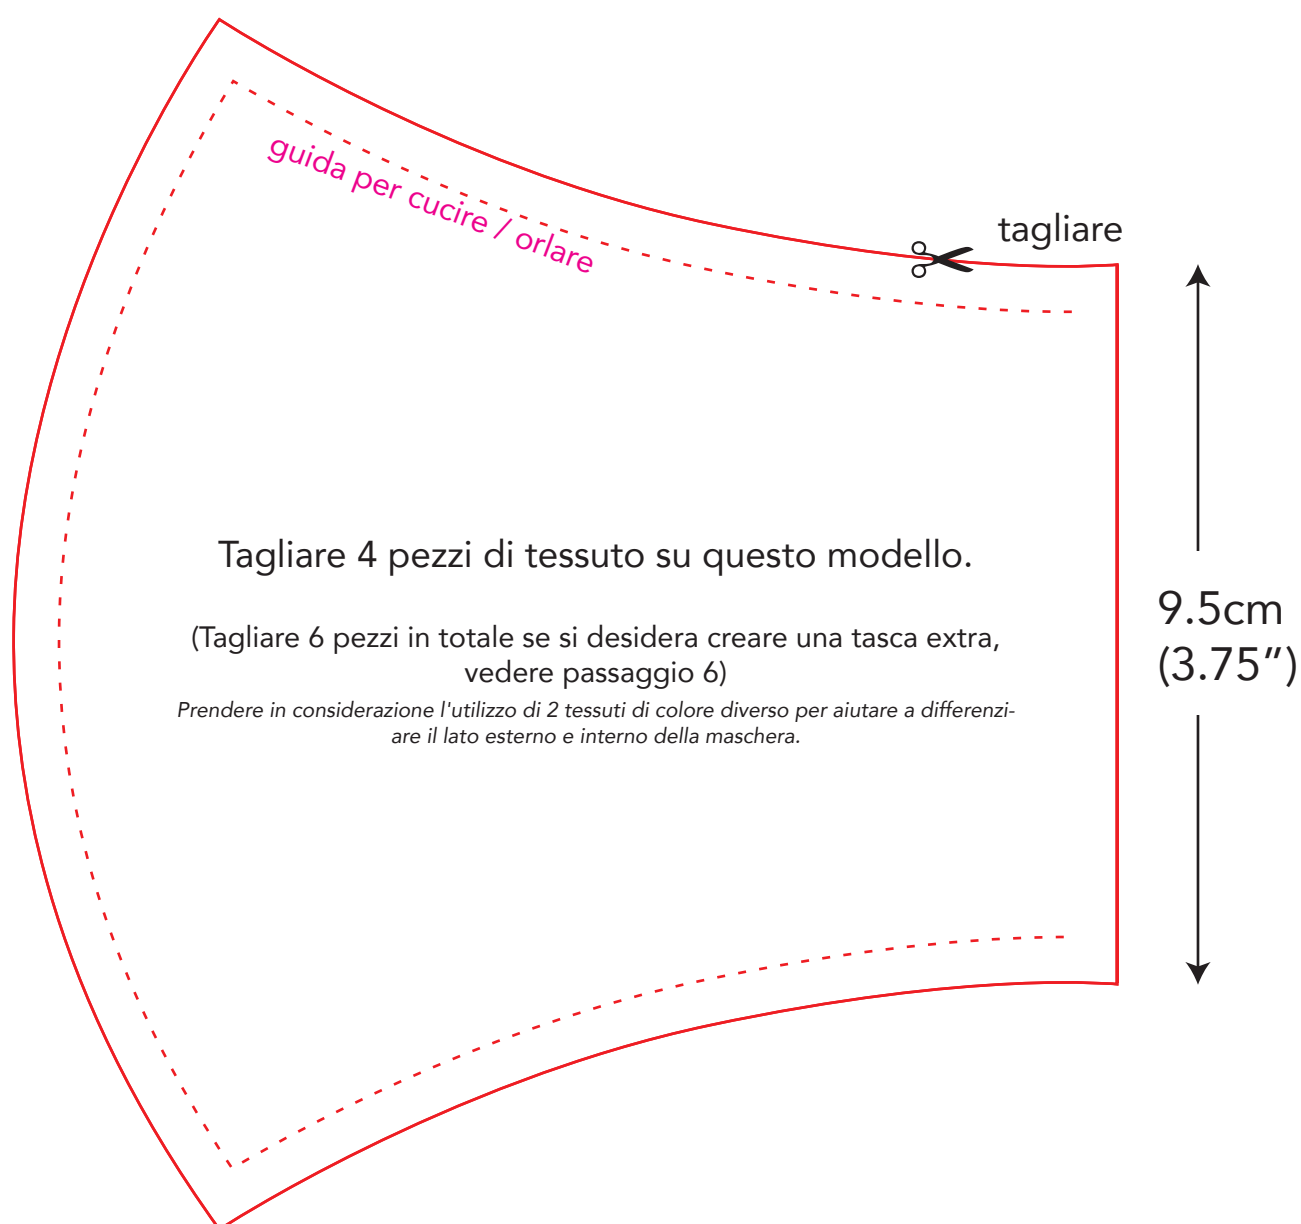 guida per cucire / orlare
tagliare
Tagliare 4 pezzi di tessuto su questo modello.
(Tagliare 6 pezzi in totale se si desidera creare una tasca extra,
vedere passaggio 6)
Prendere in considerazione l'utilizzo di 2 tessuti di colore diverso per aiutare a differenzi-
are il lato esterno e interno della maschera.
9.5cm
(3.75”)